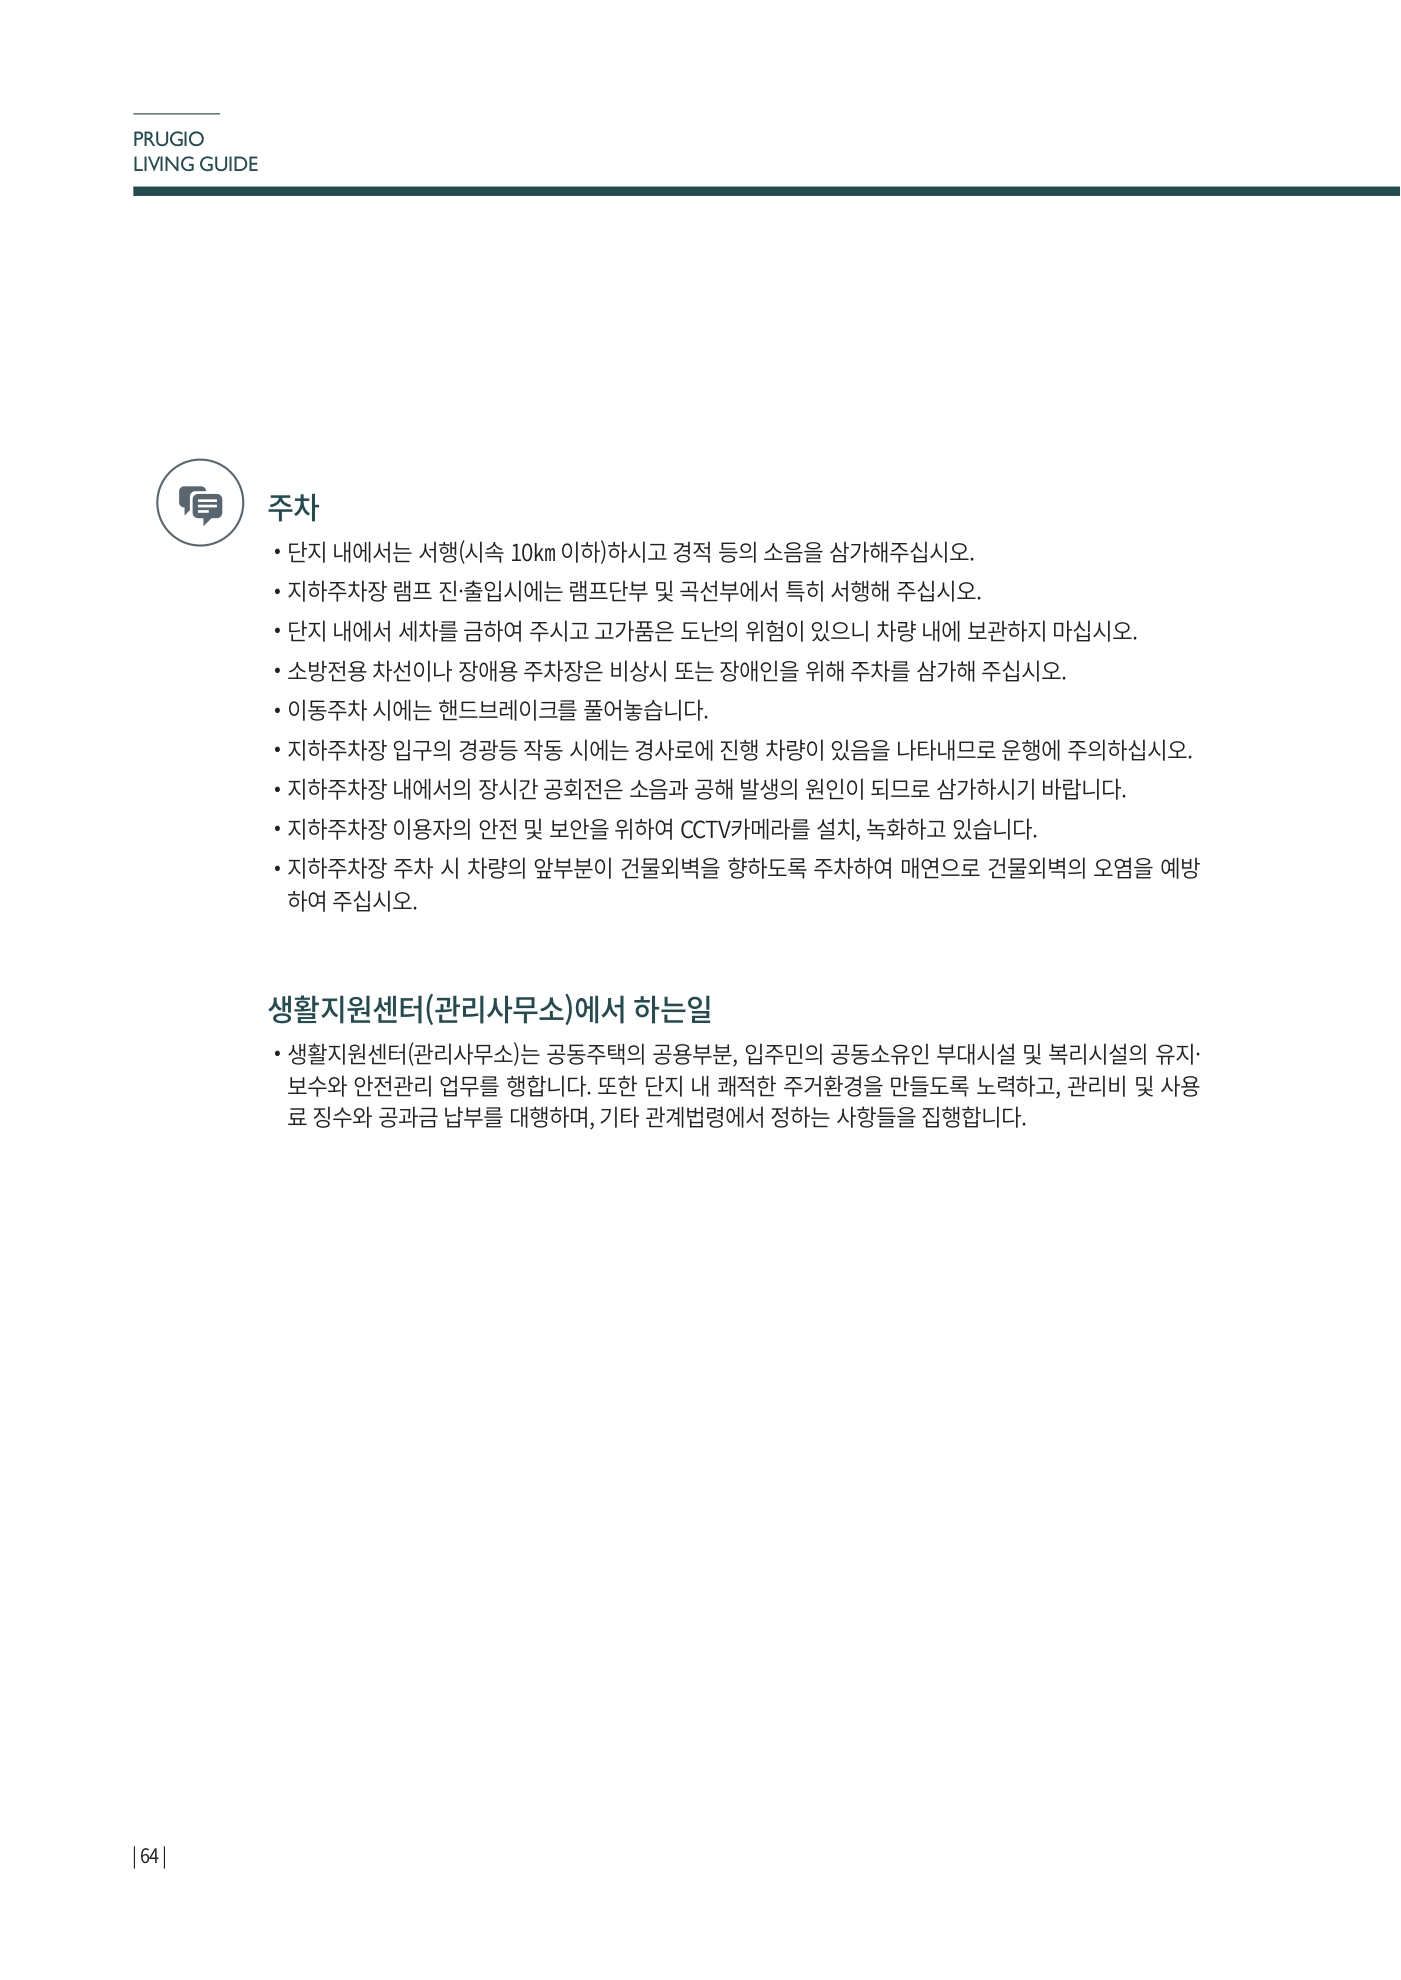 PRUGIO
LIVING GUIDE
주차
• 단지 내에서는 서행(시속 10㎞ 이하)하시고 경적 등의 소음을 삼가해주십시오.
• 지하주차장 램프 진·출입시에는 램프단부 및 곡선부에서 특히 서행해 주십시오.
• 단지 내에서 세차를 금하여 주시고 고가품은 도난의 위험이 있으니 차량 내에 보관하지 마십시오.
• 소방전용 차선이나 장애용 주차장은 비상시 또는 장애인을 위해 주차를 삼가해 주십시오.
• 이동주차 시에는 핸드브레이크를 풀어놓습니다.
• 지하주차장 입구의 경광등 작동 시에는 경사로에 진행 차량이 있음을 나타내므로 운행에 주의하십시오.
• 지하주차장 내에서의 장시간 공회전은 소음과 공해 발생의 원인이 되므로 삼가하시기 바랍니다.
• 지하주차장 이용자의 안전 및 보안을 위하여 CCTV카메라를 설치, 녹화하고 있습니다.
• 지하주차장 주차 시 차량의 앞부분이 건물외벽을 향하도록 주차하여 매연으로 건물외벽의 오염을 예방
하여 주십시오.
생활지원센터(관리사무소)에서 하는일
• 생활지원센터(관리사무소)는 공동주택의 공용부분, 입주민의 공동소유인 부대시설 및 복리시설의 유지·
보수와 안전관리 업무를 행합니다. 또한 단지 내 쾌적한 주거환경을 만들도록 노력하고, 관리비 및 사용
료 징수와 공과금 납부를 대행하며, 기타 관계법령에서 정하는 사항들을 집행합니다.
| 64 |